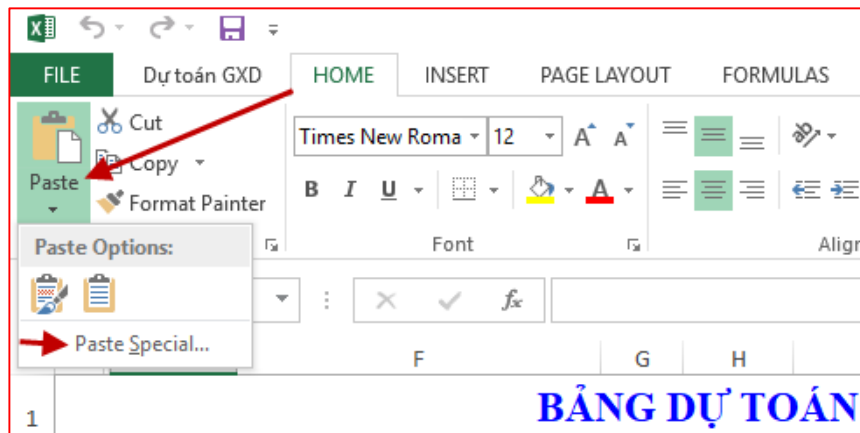 FILE Dự toán GXD HOME INSERT PAGE LAYOUT FORMULAS
Cut
Copy
Format Painter
Paste
Times New Roma 12 A A
B I U A
Paste Options:
Font
Paste Special...
fx
F G H
1 BẢNG DỰ TOÁN